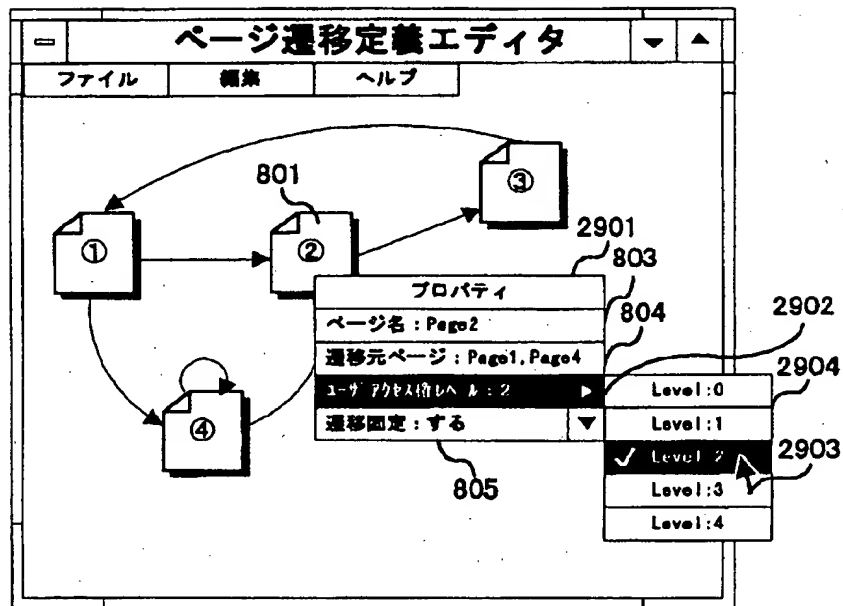 ページ遷移定義エディタ
ファイル 編集 ヘルプ
801
③
①
②
2901
803
プロパティ
ページ名：Page2
804
遷移元ページ：Page1,Page4
2902
ユーザアクセス権レベル：2
Level:0
2904
④
遷移固定：する
Level:1
Level:2
2903
805
Level:3
Level:4